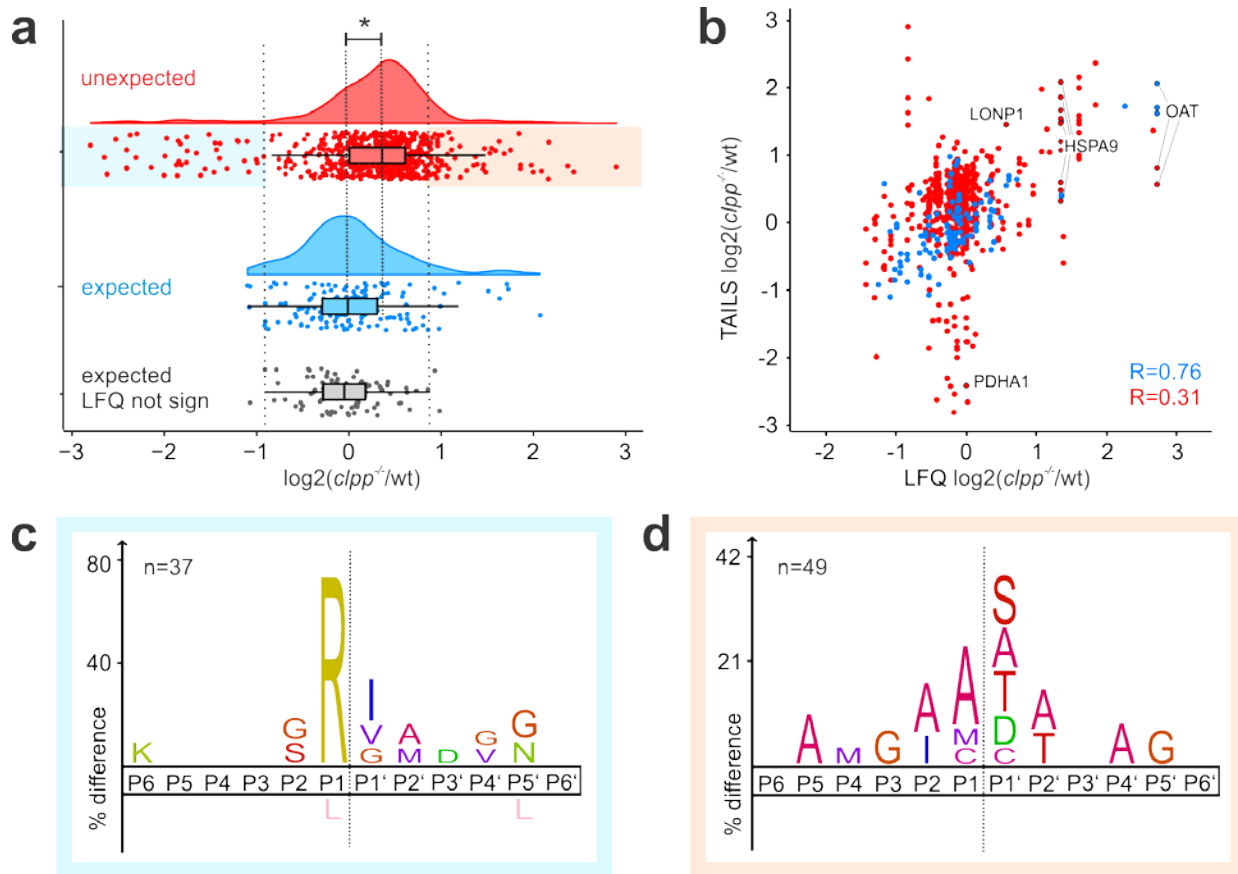 a
*
unexpected
expected
expected
LFQ not sign
−3 −2 −1 0 1 2 3
log2(clpp-/-/wt)
b
3
2
1
0
-1
-2
-3
TAILS log2(clpp-/-/wt)
LONP1
HSPA9
OAT
PDHA1
R=0.76
R=0.31
-2 -1 0 1 2 3
LFQ log2(clpp-/-/wt)
c
80
40
% difference
n=37
K
G
S
R
I
V
G
A
M
D
G
V
G
N
P6 P5 P4 P3 P2 P1 P1‘ P2‘ P3‘ P4‘ P5‘ P6‘
L L
d
42
21
% difference
n=49
A
M
G
A
I
A
M
C
S
A
T
D
C
A
T
A
G
P6 P5 P4 P3 P2 P1 P1‘ P2‘ P3‘ P4‘ P5‘ P6‘